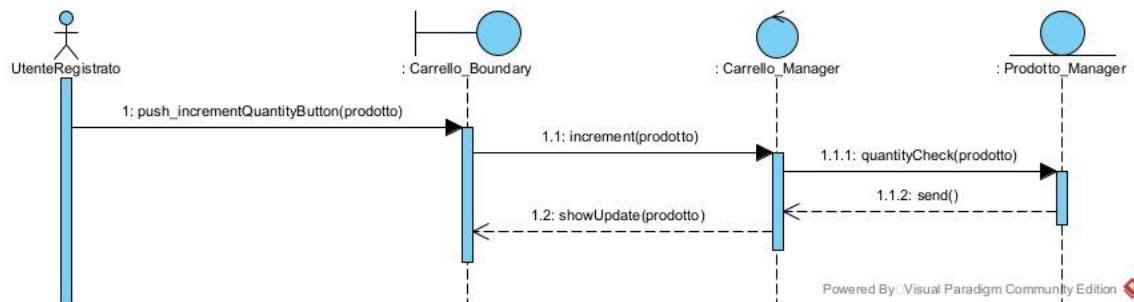 UtenteRegistrato
: Carrello_Boundary
: Carrello_Manager
: Prodotto_Manager
1: push_incrementQuantityButton(prodotto)
1.1: increment(prodotto)
1.1.1: quantityCheck(prodotto)
1.1.2: send()
1.2: showUpdate(prodotto)
Powered By Visual Paradigm Community Edition